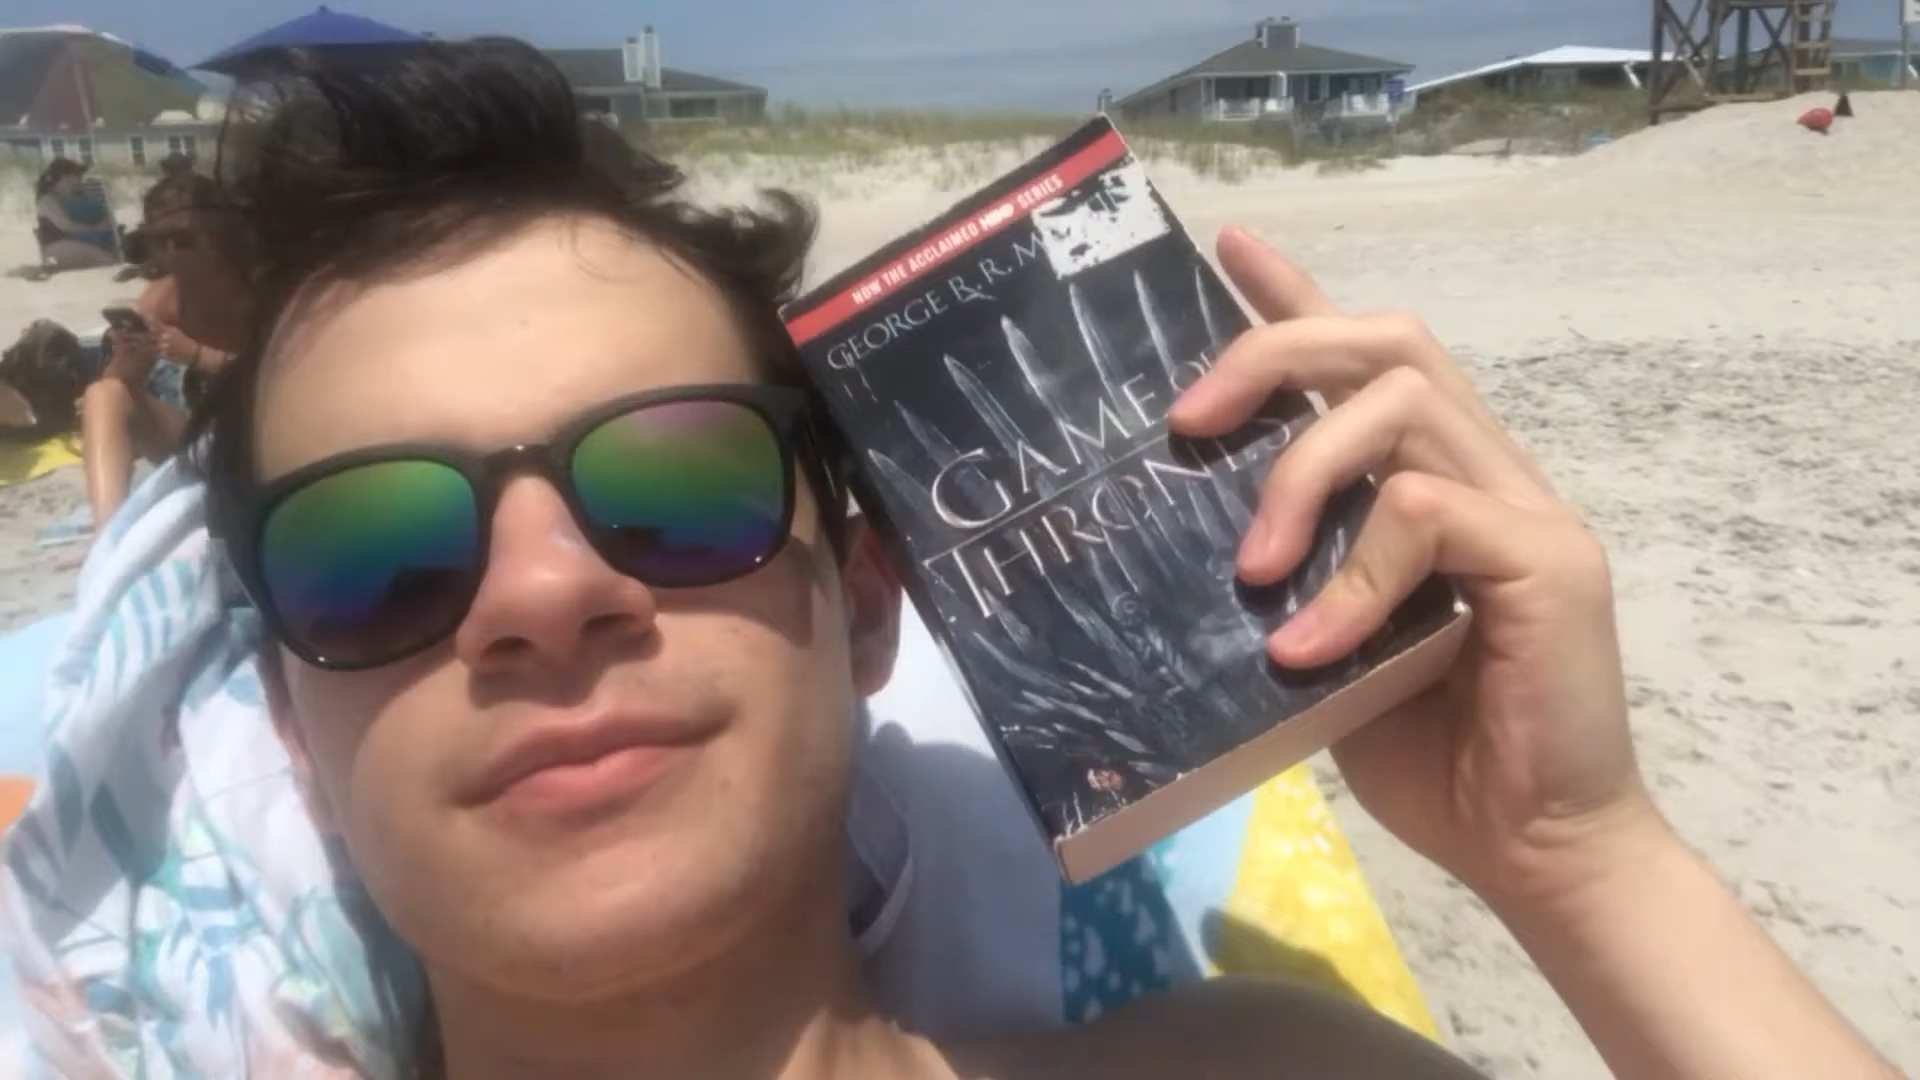 NOW THE ACCLAIMED HBO SERIES
GEORGE R. R.
GAME
THRONES